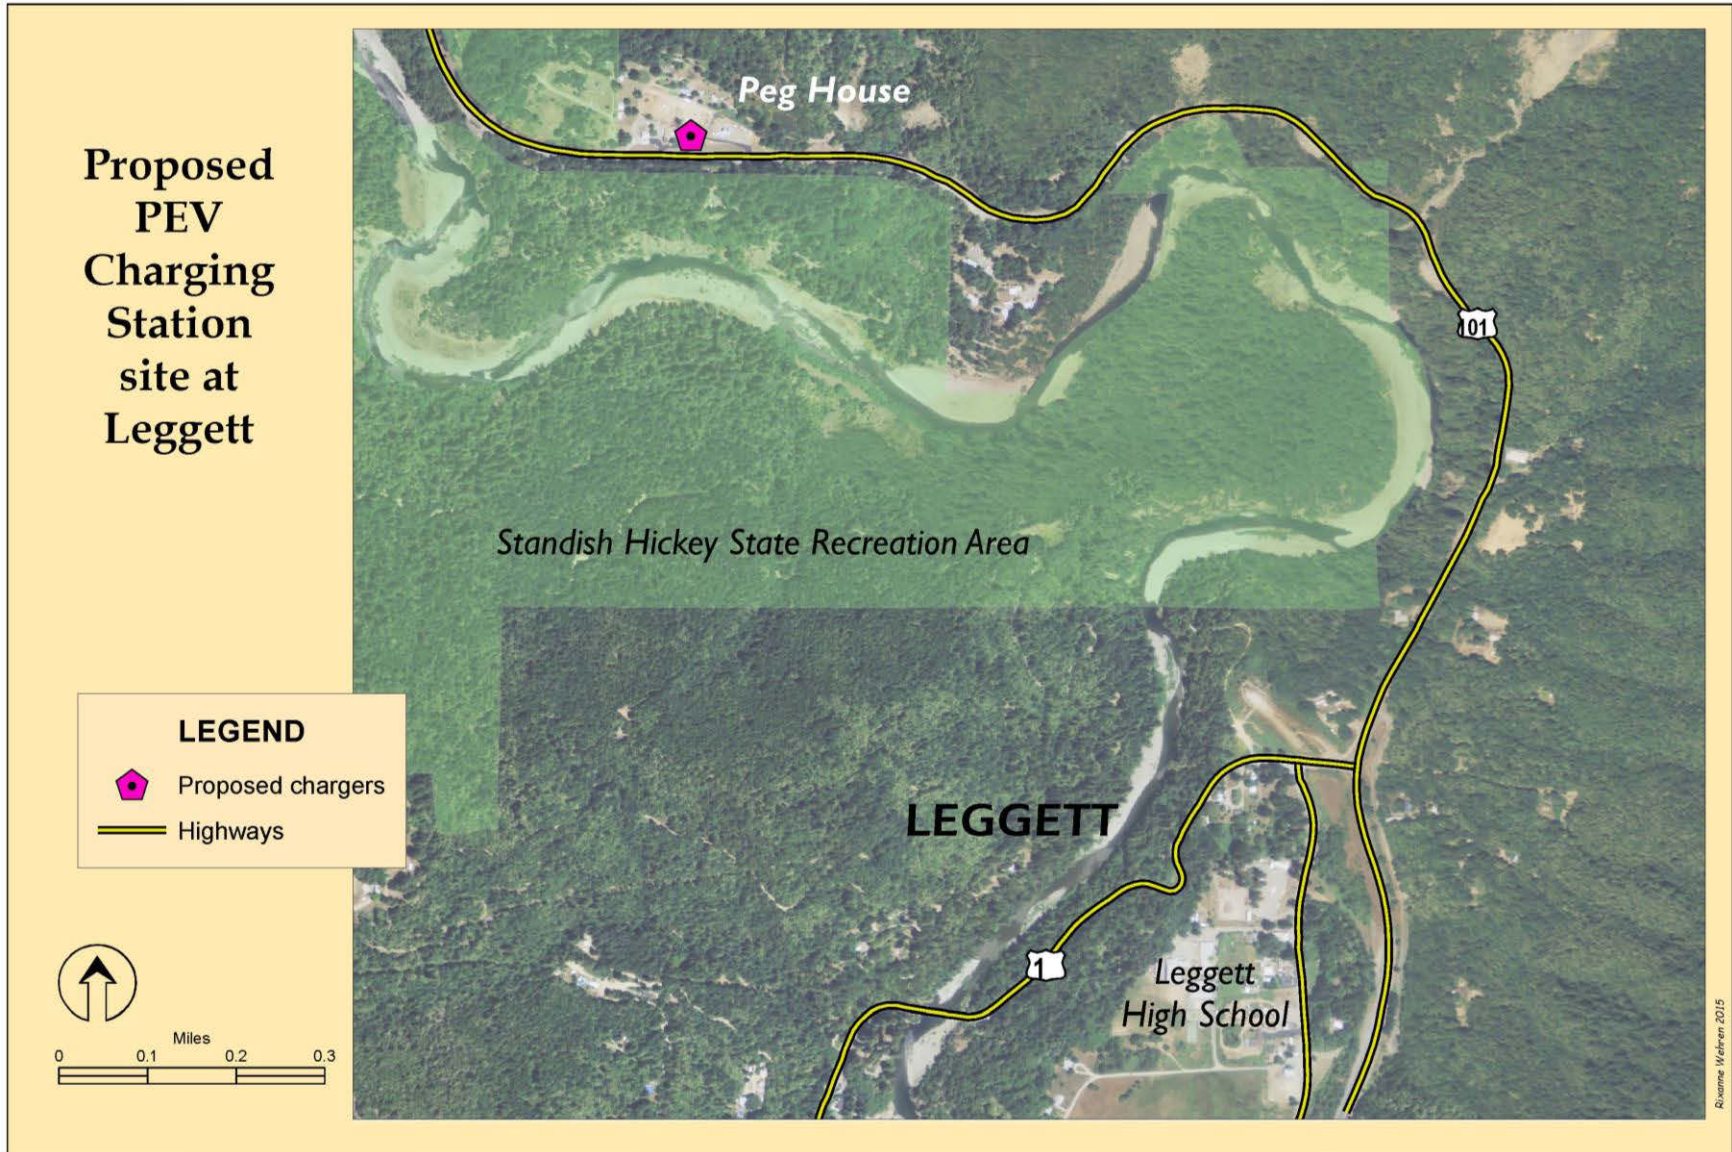 Proposed
PEV
Charging
Station
site at
Leggett
Peg House
101
Standish Hickey State Recreation Area
LEGEND
Proposed chargers
Highways
LEGGETT
1
Leggett
High School
Miles
0 0.1 0.2 0.3
Rixanne Wehren 2015